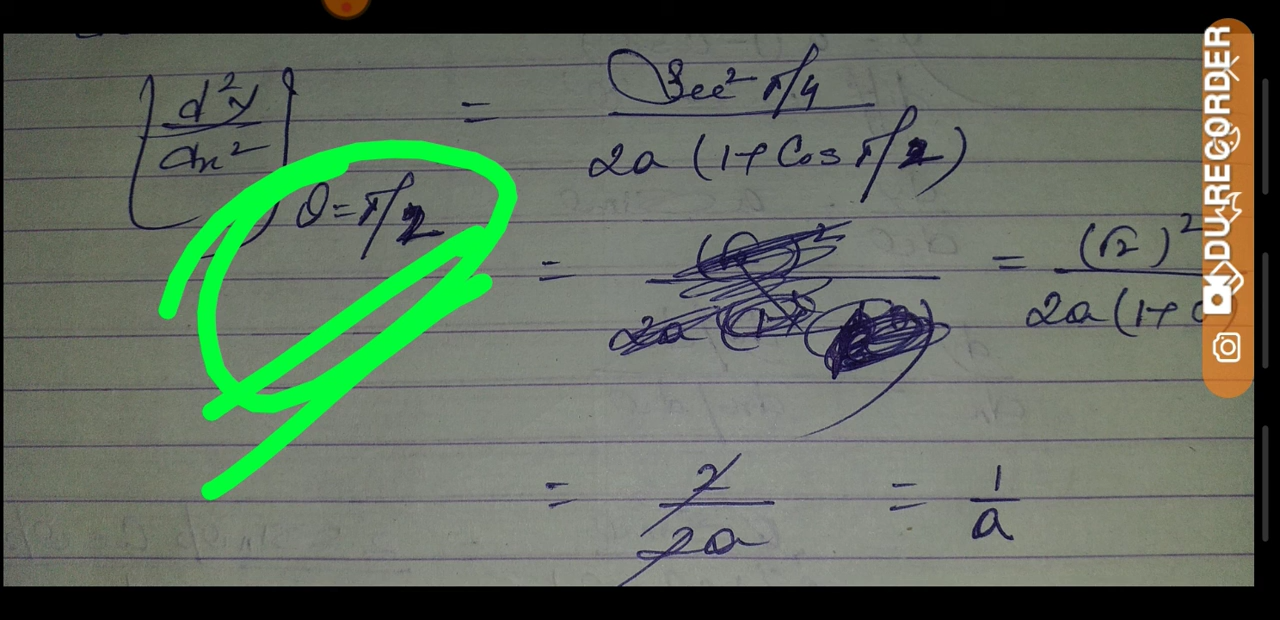 [d²y/dx²] θ=π/2 = Sec² π/4 / 2a (1+Cos π/2)
= = (√2)² / 2a (1+
= 2/2a = 1/a
DU RECORDER